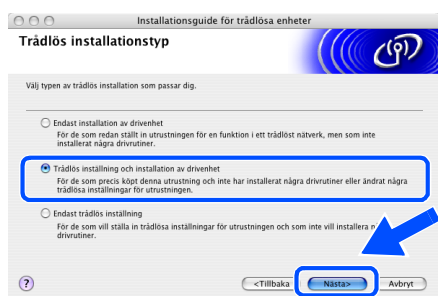 Installationsguide för trådlösa enheter
Trådlös installationstyp
Välj typen av trådlös installation som passar dig.
Endast installation av drivenhet
För de som redan ställt in utrustningen för en funktion i ett trådlöst nätverk, men som inte
installerat några drivrutiner.
Trådlös inställning och installation av drivenhet
För de som precis köpt denna utrustning och inte har installerat några drivrutiner eller ändrat några
trådlösa inställningar för utrustningen.
Endast trådlös inställning
För de som vill ställa in trådlösa inställningar för utrustningen och som inte vill installera
drivrutiner.
?
<Tillbaka
Nästa>
Avbryt